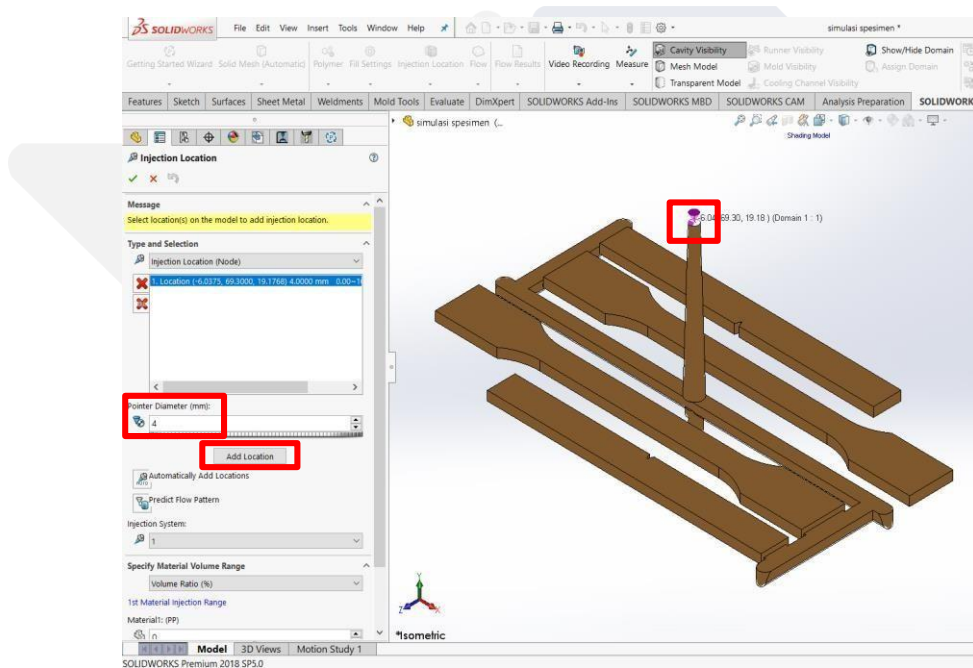 SOLIDWORKS File Edit View Insert Tools Window Help simulasi spesimen *
Getting Started Wizard Solid Mesh (Automatic) Polymer Fill Settings Injection Location Flow Flow Results Video Recording Measure Cavity Visibility Runner Visibility Show/Hide Domain
Mesh Model Mold Visibility Assign Domain
Transparent Model Cooling Channel Visibility
Features Sketch Surfaces Sheet Metal Weldments Mold Tools Evaluate DimXpert SOLIDWORKS Add-Ins SOLIDWORKS MBD SOLIDWORKS CAM Analysis Preparation SOLIDWORK
simulasi spesimen (...
Shading Model
Injection Location
Message
Select location(s) on the model to add injection location.
Type and Selection
Injection Location (Node)
1. Location (-6.0375, 69.3000, 19.1768) 4.0000 mm
Pointer Diameter (mm):
4
Add Location
Automatically Add Locations
Predict Flow Pattern
Injection System:
1
Specify Material Volume Range
Volume Ratio (%)
1st Material Injection Range
Material1: (PP)
0
69.30, 19.18 ) (Domain 1 : 1)
Y
Z
X
*Isometric
Model 3D Views Motion Study 1
SOLIDWORKS Premium 2018 SP5.0